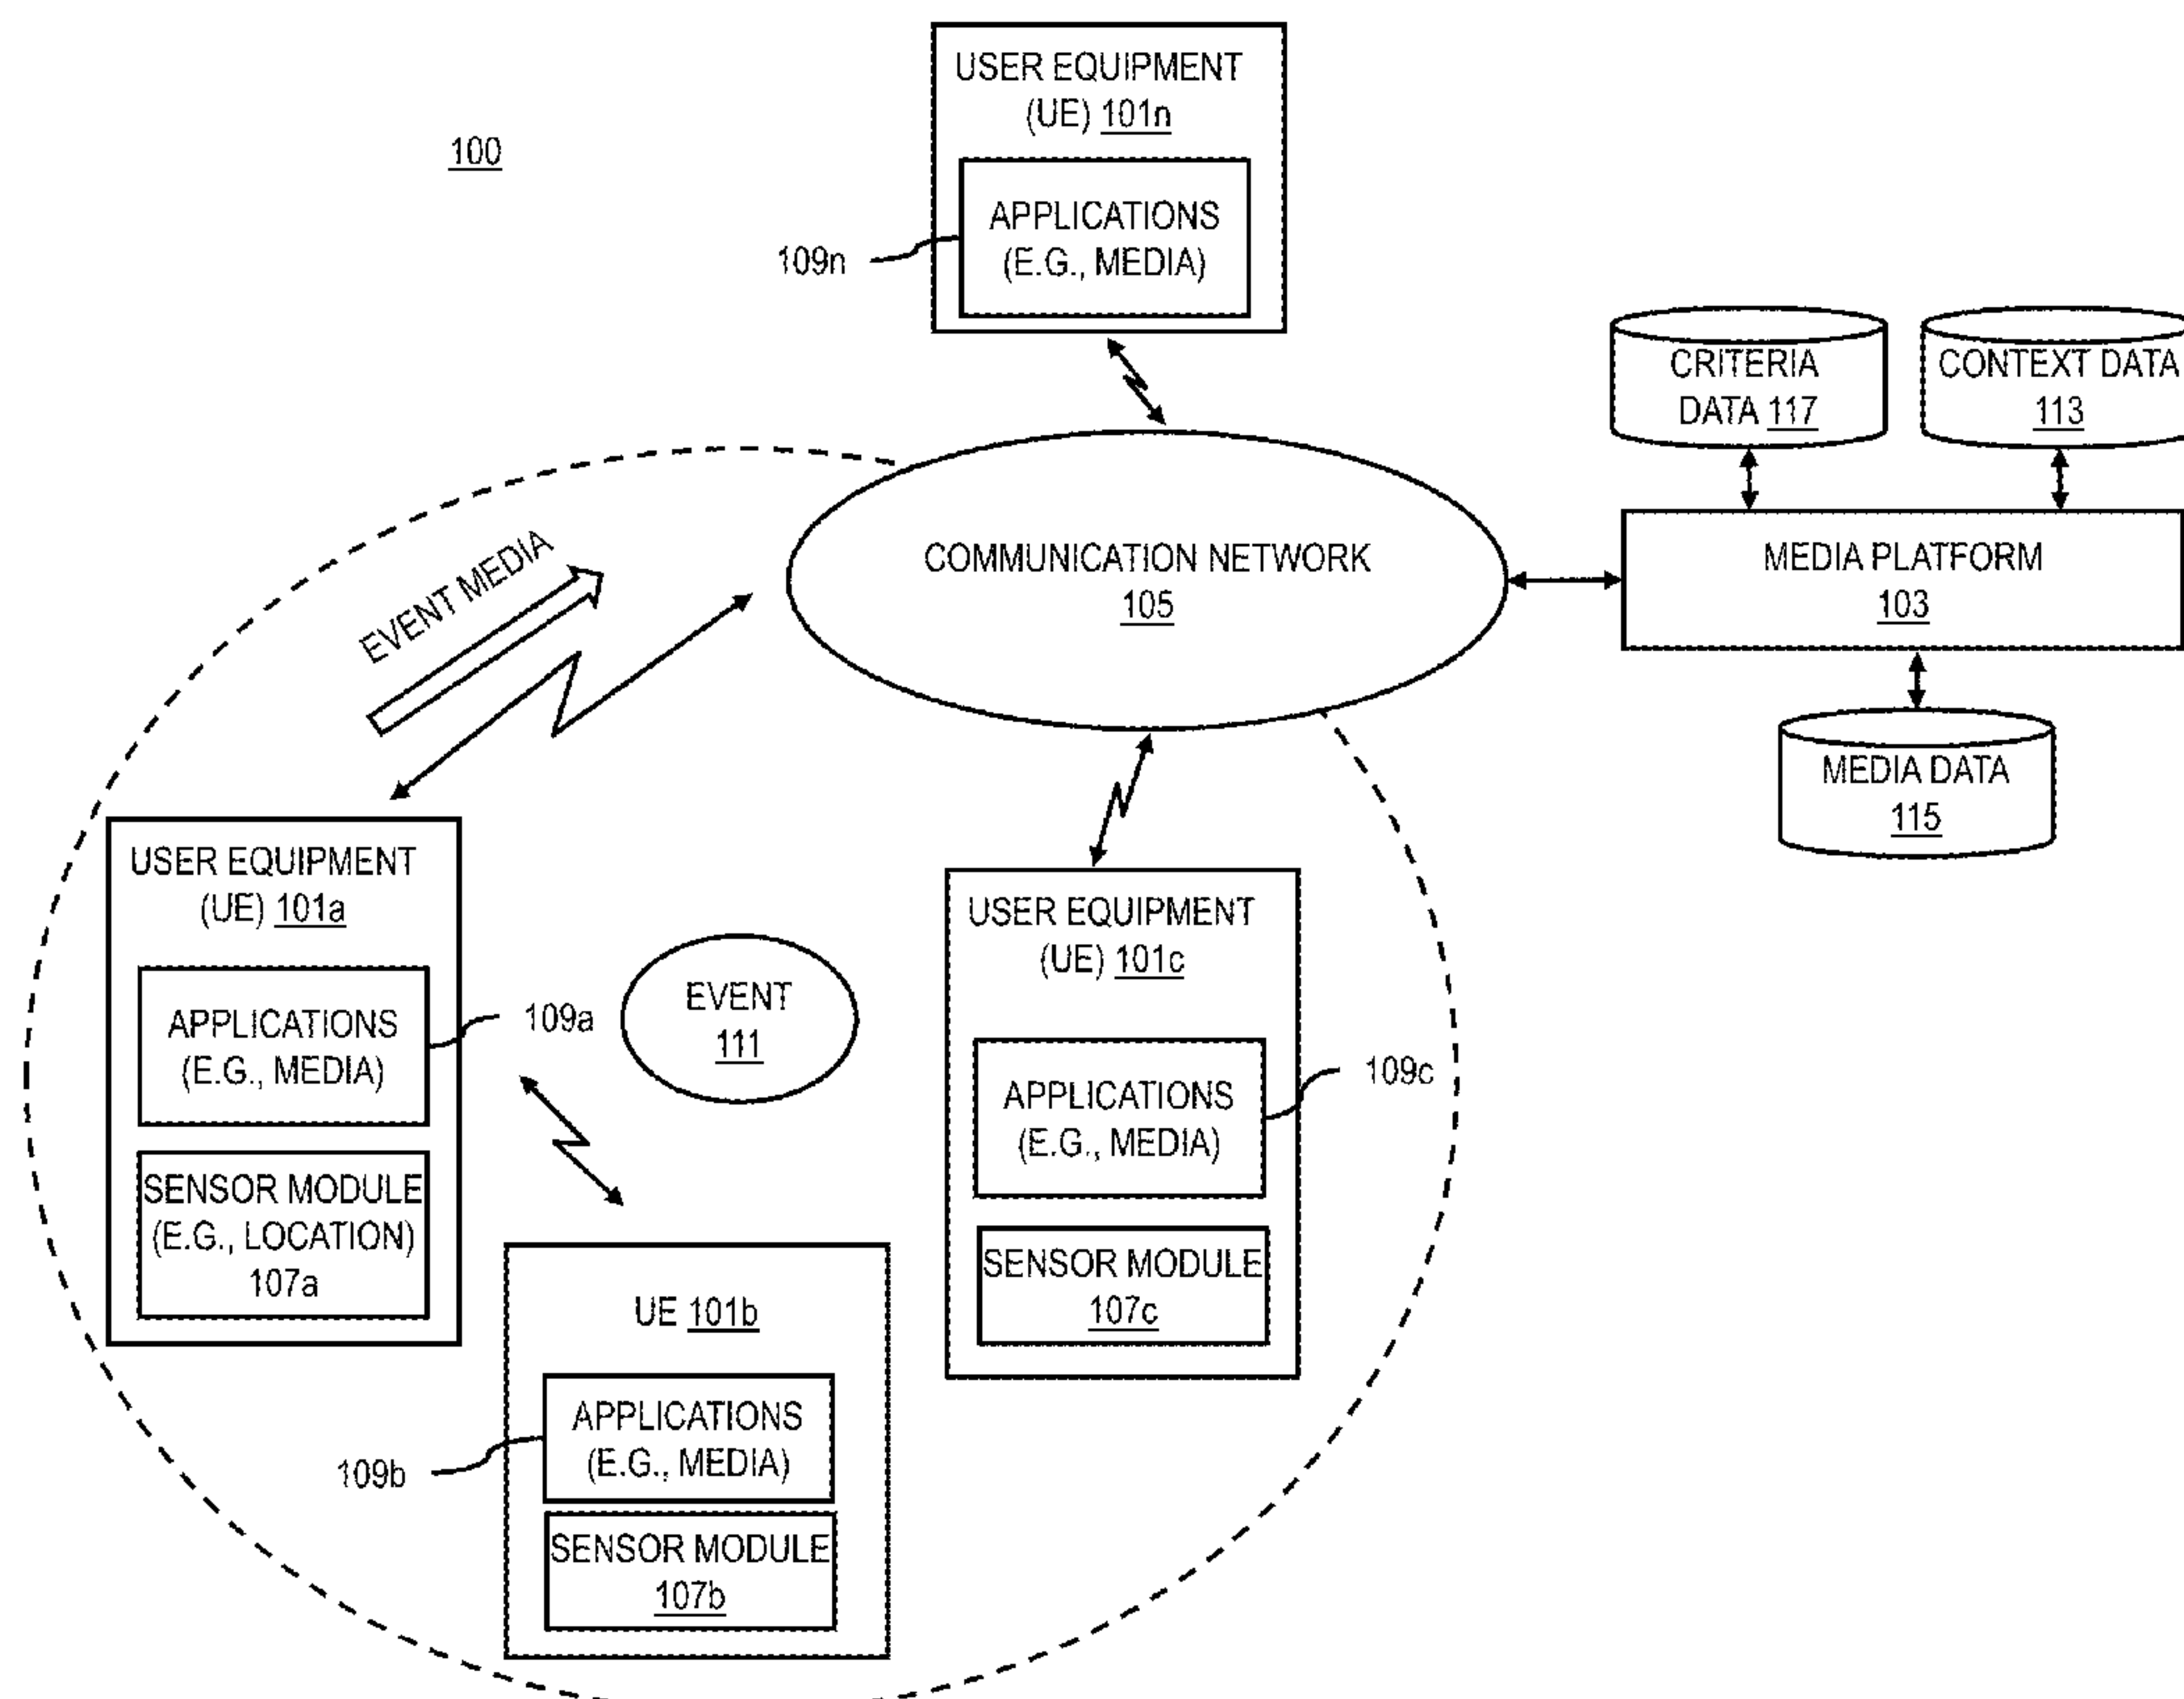 100
USER EQUIPMENT
(UE) 101n
APPLICATIONS
(E.G., MEDIA)
109n
CRITERIA
DATA 117
CONTEXT DATA
113
COMMUNICATION NETWORK
105
MEDIA PLATFORM
103
MEDIA DATA
115
EVENT MEDIA
USER EQUIPMENT
(UE) 101a
APPLICATIONS
(E.G., MEDIA)
109a
SENSOR MODULE
(E.G., LOCATION)
107a
EVENT
111
USER EQUIPMENT
(UE) 101c
APPLICATIONS
(E.G., MEDIA)
109c
SENSOR MODULE
107c
UE 101b
APPLICATIONS
(E.G., MEDIA)
109b
SENSOR MODULE
107b